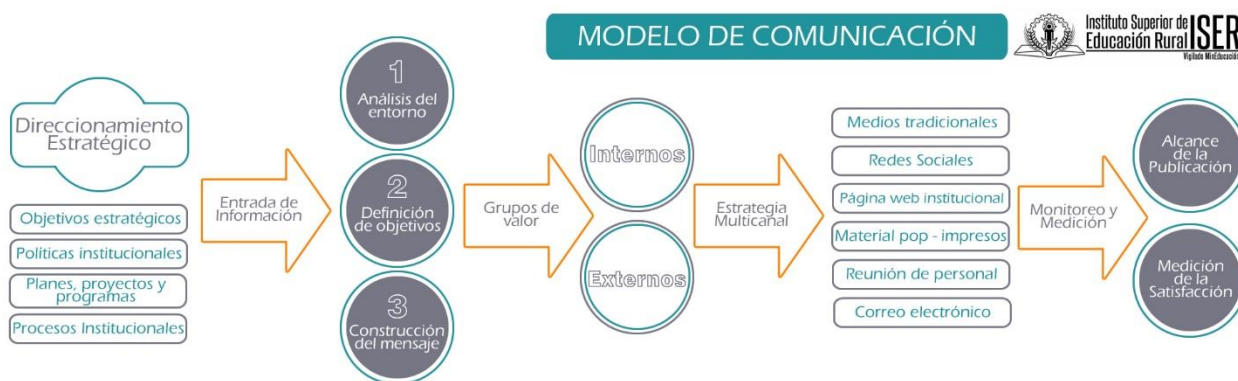 MODELO DE COMUNICACIÓN
Instituto Superior de
Educación Rural
ISER
Vigilado MinEducación
Direccionamiento
Estratégico
Objetivos estratégicos
Políticas institucionales
Planes, proyectos y
programas
Procesos Institucionales
Entrada de
Información
1
Análisis del
entorno
2
Definición
de objetivos
3
Construcción
del mensaje
Grupos de
valor
Internos
Externos
Estrategia
Multicanal
Medios tradicionales
Redes Sociales
Página web institucional
Material pop - impresos
Reunión de personal
Correo electrónico
Monitoreo y
Medición
Alcance
de la
Publicación
Medición
de la
Satisfacción